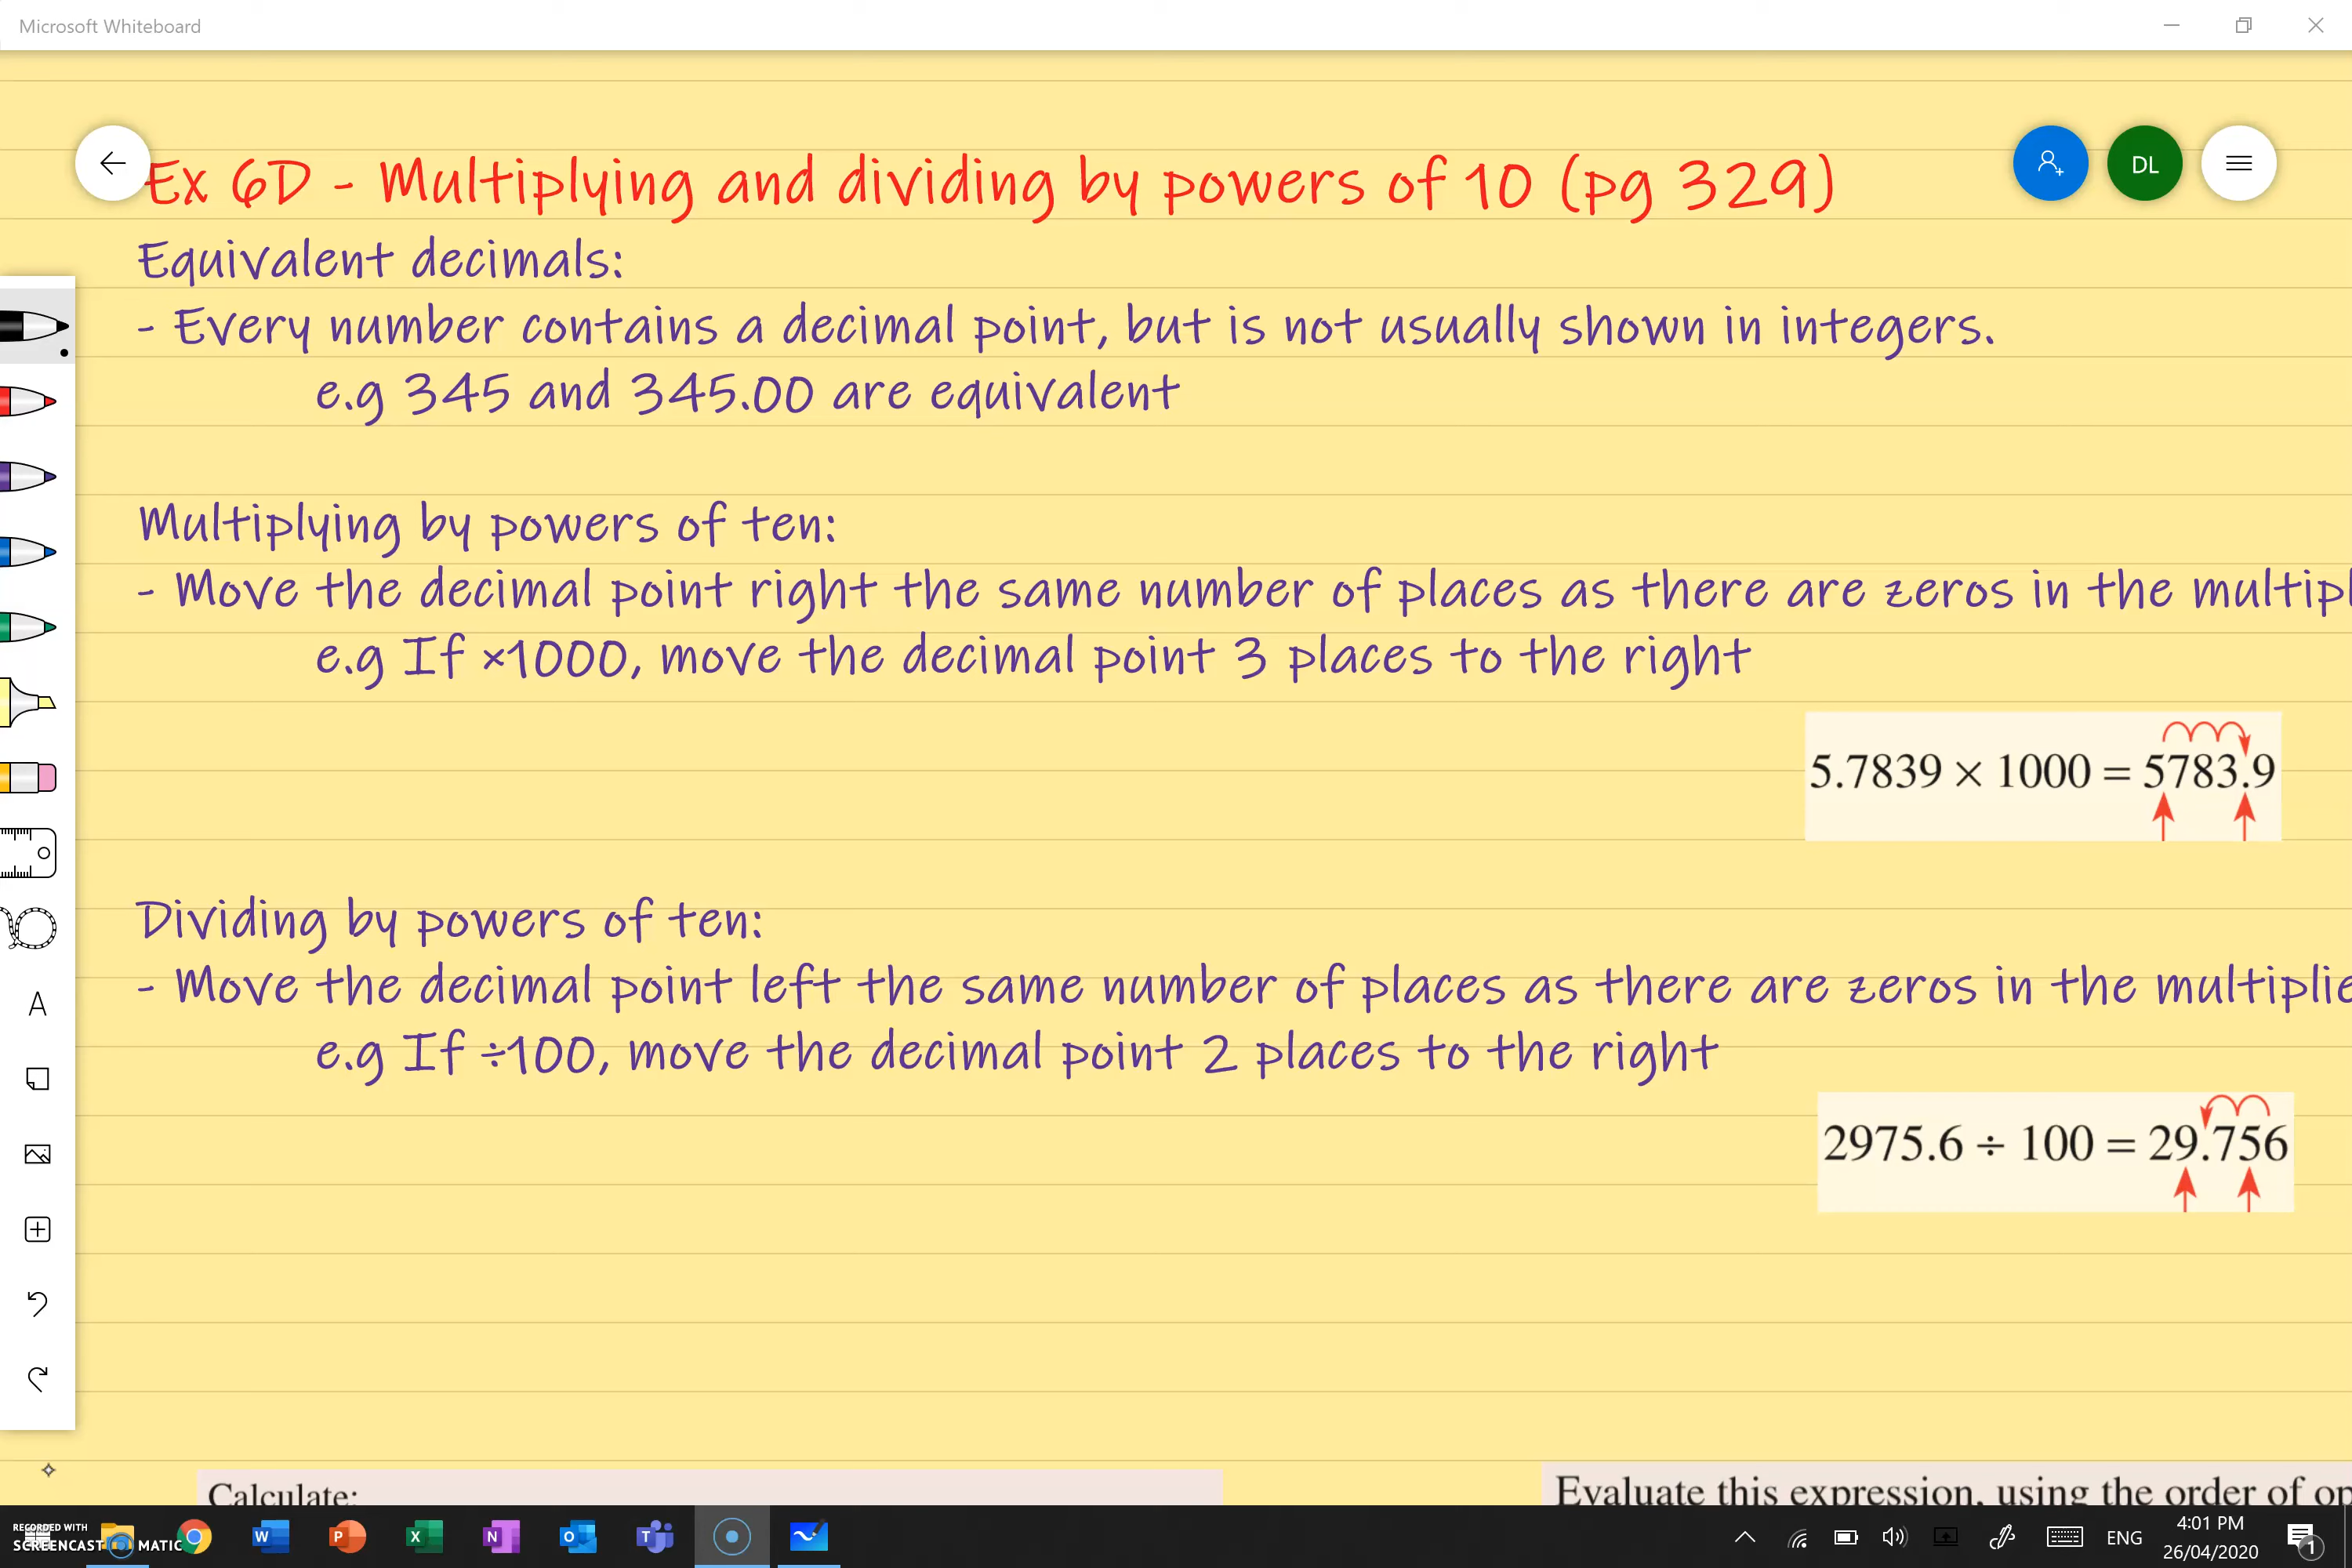 Microsoft Whiteboard
DL
Ex 6D - Multiplying and dividing by powers of 10 (pg 329)
Equivalent decimals:
- Every number contains a decimal point, but is not usually shown in integers.
e.g 345 and 345.00 are equivalent
Multiplying by powers of ten:
- Move the decimal point right the same number of places as there are zeros in the multipl
e.g If ×1000, move the decimal point 3 places to the right
5.7839 × 1000 = 5783.9
Dividing by powers of ten:
- Move the decimal point left the same number of places as there are zeros in the multiplie
e.g If ÷100, move the decimal point 2 places to the right
2975.6 ÷ 100 = 29.756
A
Calculate:
Evaluate this expression, using the order of op
RECORDED WITH
SCREENCAST MATIC
ENG
4:01 PM
26/04/2020
1